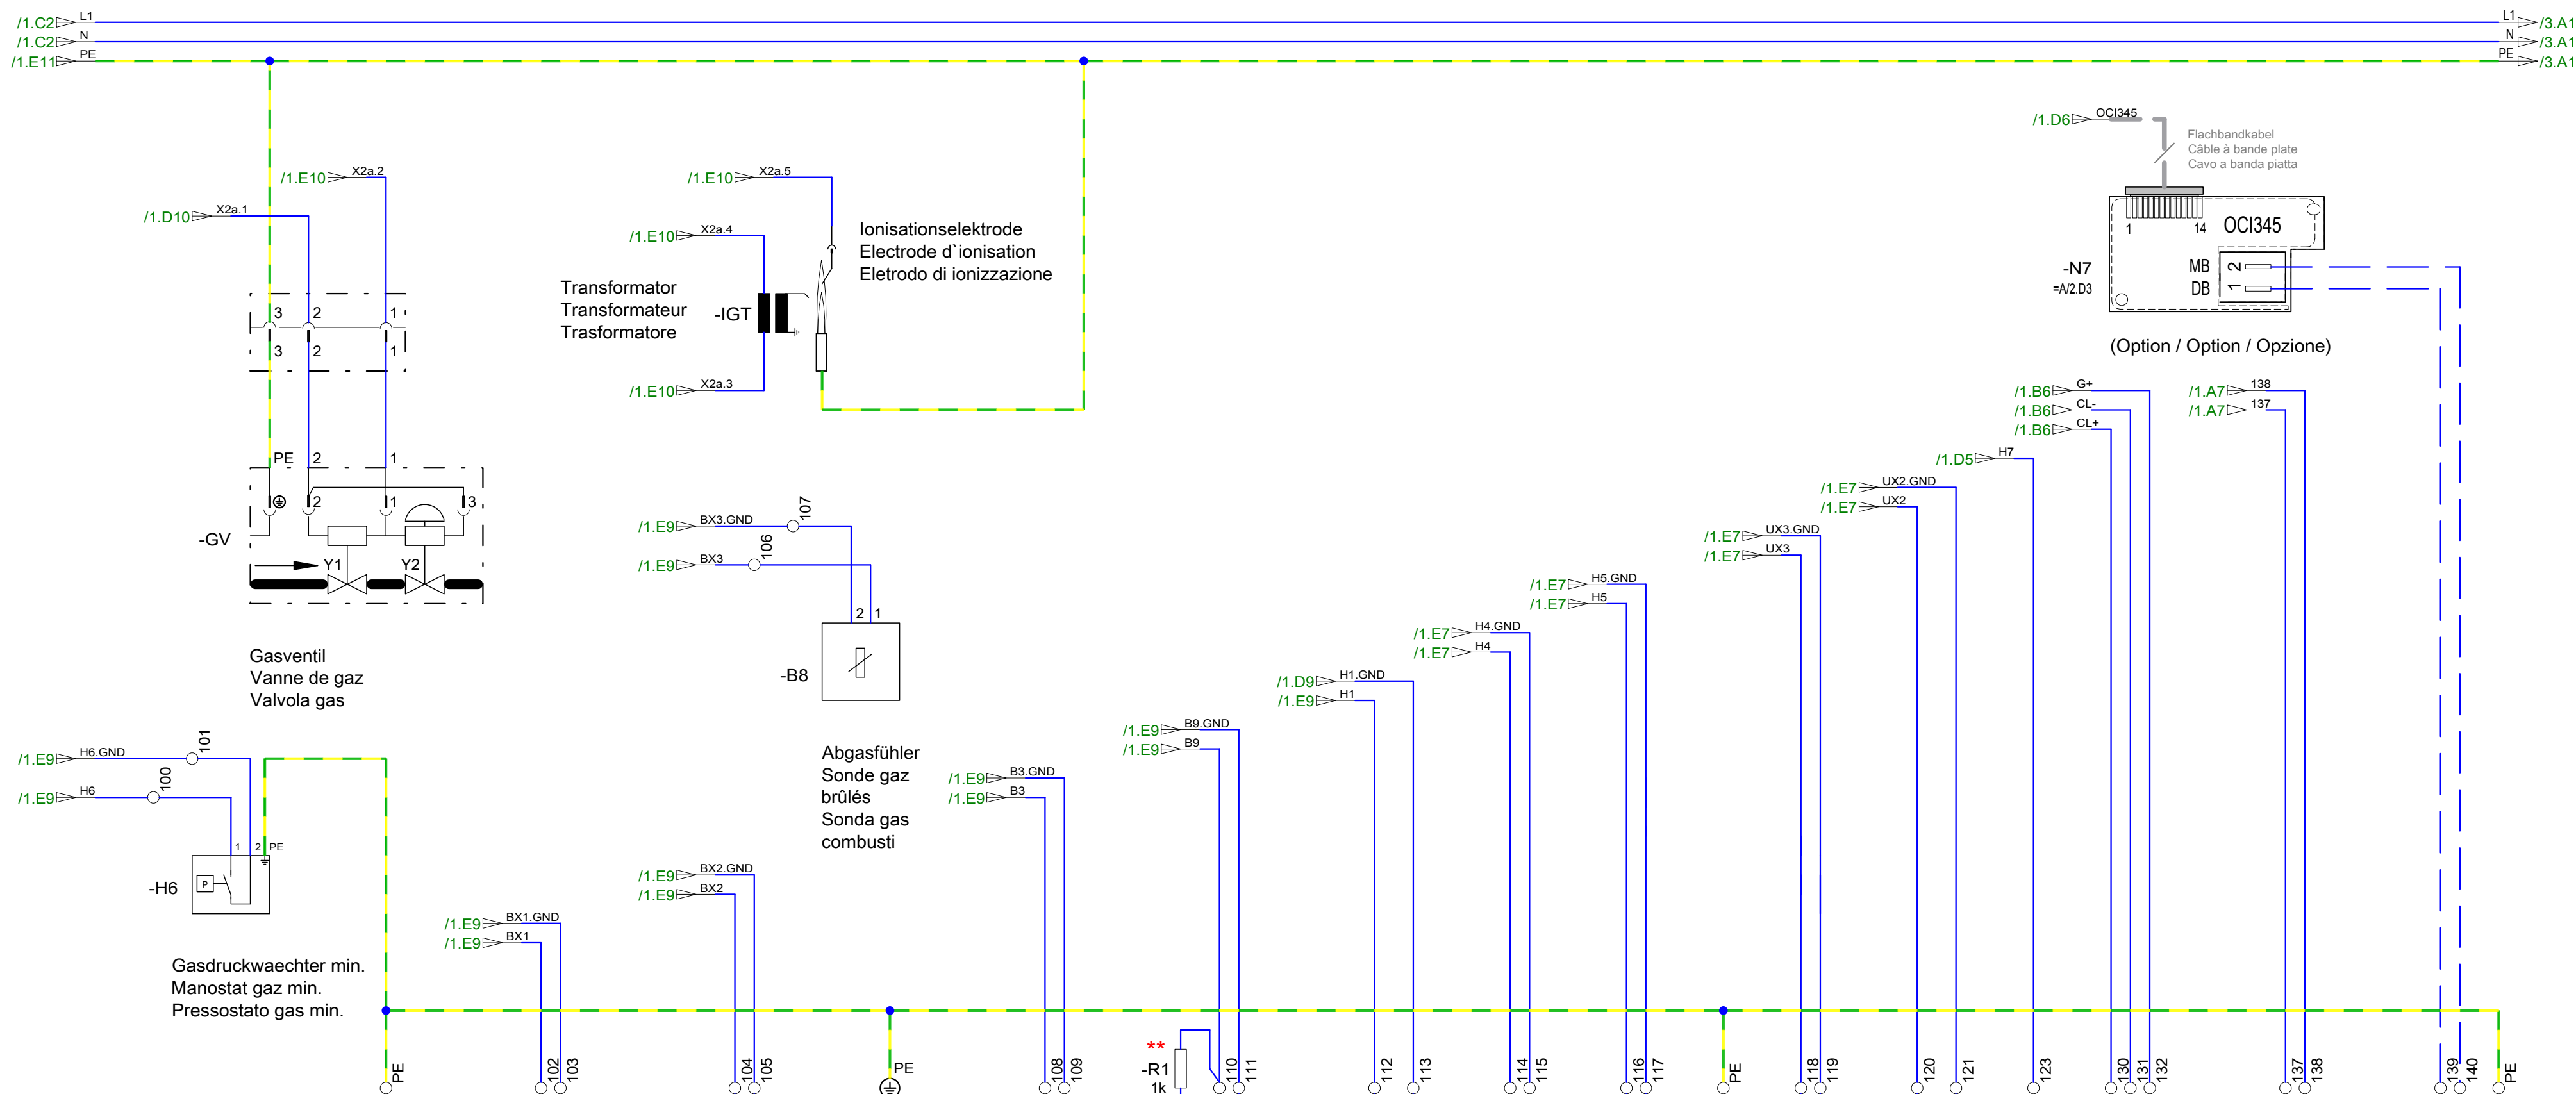 /1.C2 L1
L1 /3.A1
/1.C2 N
N /3.A1
/1.E11 PE
PE /3.A1
/1.D6 OCI345
Flachbandkabel
Câble à bande plate
Cavo a banda piatta
/1.E10 X2a.2
/1.D10 X2a.1
3 2 1
3 2 1
PE 2 1
2 1 3
-GV
Y1 Y2
Gasventil
Vanne de gaz
Valvola gas
/1.E10 X2a.5
/1.E10 X2a.4
Ionisationselektrode
Electrode d`ionisation
Eletrodo di ionizzazione
Transformator
Transformateur
Trasformatore
-IGT
/1.E10 X2a.3
1 14 OCI345
-N7
=A/2.D3
MB 2
DB 1
(Option / Option / Opzione)
/1.E9 BX3.GND 107
/1.E9 BX3 106
2 1
-B8
Abgasfühler
Sonde gaz
brûlés
Sonda gas
combusti
/1.B6 G+
/1.B6 CL-
/1.B6 CL+
/1.A7 138
/1.A7 137
/1.D5 H7
/1.E7 UX2.GND
/1.E7 UX2
/1.E7 UX3.GND
/1.E7 UX3
/1.E7 H5.GND
/1.E7 H5
/1.E7 H4.GND
/1.E7 H4
/1.D9 H1.GND
/1.E9 H1
/1.E9 B9.GND
/1.E9 B9
/1.E9 B3.GND
/1.E9 B3
/1.E9 H6.GND 101
/1.E9 H6 100
1 2 PE
P
-H6
Gasdruckwaechter min.
Manostat gaz min.
Pressostato gas min.
/1.E9 BX2.GND
/1.E9 BX2
/1.E9 BX1.GND
/1.E9 BX1
**
-R1
1k
PE 102 103 104 105 PE 108 109 110 111 112 113 114 115 116 117 PE 118 119 120 121 123 130 131 132 137 138 139 140 PE